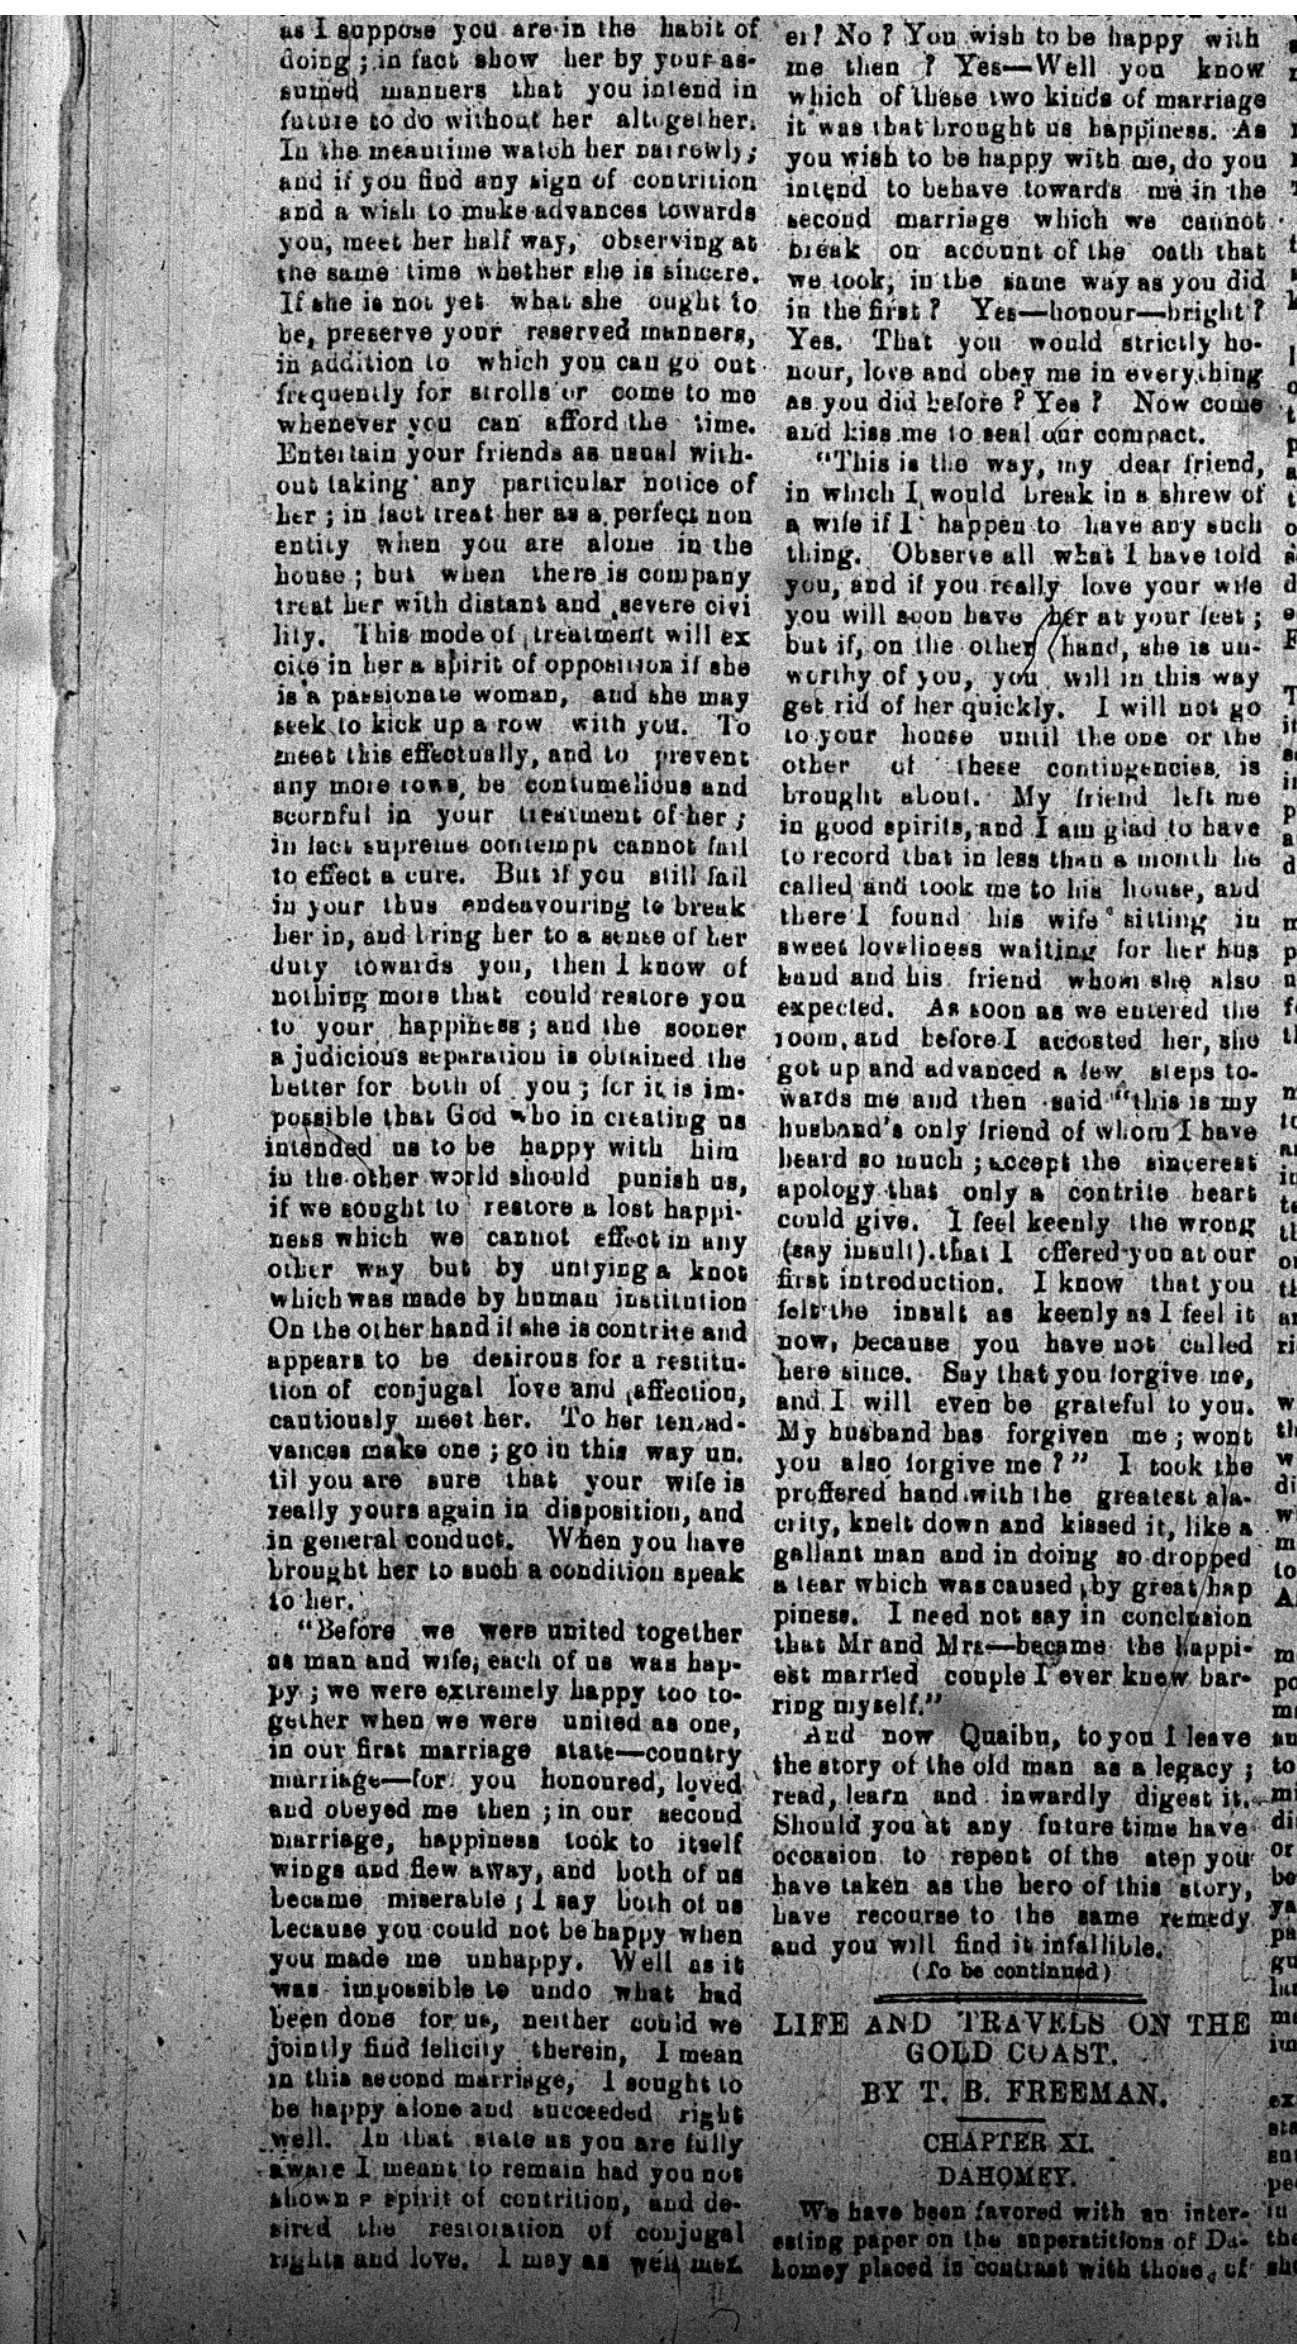 as I suppose you are in the habit of
doing ; in fact show her by your as-
sumed manners that you intend in
future to do without her altogether.
In the meantime watch her narrowly;
and if you find any sign of contrition
and a wish to make advances towards
you, meet her half way, observing at
the same time whether she is sincere.
If she is not yet what she ought to
be, preserve your reserved manners,
in addition to which you can go out
frequently for strolls or come to me
whenever you can afford the time.
Entertain your friends as usual with-
out taking any particular notice of
her ; in fact treat her as a perfect non
entity when you are alone in the
house ; but when there is company
treat her with distant and severe civi
lity. This mode of treatment will ex
cite in her a spirit of opposition if she
is a passionate woman, and she may
seek to kick up a row with you. To
meet this effectually, and to prevent
any more rows, be contumelious and
scornful in your treatment of her ;
in fact supreme contempt cannot fail
to effect a cure. But if you still fail
in your thus endeavouring to break
her in, and bring her to a sense of her
duty towards you, then I know of
nothing more that could restore you
to your happiness ; and the sooner
a judicious separation is obtained the
better for both of you ; for it is im-
possible that God who in creating us
intended us to be happy with him
in the other world should punish us,
if we sought to restore a lost happi-
ness which we cannot effect in any
other way but by untying a knot
which was made by human institution
On the other hand if she is contrite and
appears to be desirous for a restitu-
tion of conjugal love and affection,
cautiously meet her. To her ten ad-
vances make one ; go in this way un.
til you are sure that your wife is
really yours again in disposition, and
in general conduct. When you have
brought her to such a condition speak
to her.
"Before we were united together
as man and wife, each of us was hap-
py ; we were extremely happy too to-
gether when we were united as one,
in our first marriage state—country
marriage—for you honoured, loved
and obeyed me then ; in our second
marriage, happiness took to itself
wings and flew away, and both of us
became miserable ; I say both of us
because you could not be happy when
you made me unhappy. Well as it
was impossible to undo what had
been done for us, neither could we
jointly find felicity therein, I mean
in this second marriage, I sought to
be happy alone and succeeded right
well. In that state as you are fully
aware I meant to remain had you not
shown a spirit of contrition, and de-
sired the restoration of conjugal
rights and love. I may as well
er? No ? You wish to be happy with
me then ? Yes—Well you know
which of these two kinds of marriage
it was that brought us happiness. As
you wish to be happy with me, do you
intend to behave towards me in the
second marriage which we cannot
break on account of the oath that
we took, in the same way as you did
in the first ? Yes—honour—bright ?
Yes. That you would strictly ho-
nour, love and obey me in everything
as you did before ? Yes ? Now come
and kiss me to seal our compact.
"This is the way, my dear friend,
in which I would break in a shrew of
a wife if I happen to have any such
thing. Observe all what I have told
you, and if you really love your wife
you will soon have her at your feet ;
but if, on the other hand, she is un-
worthy of you, you will in this way
get rid of her quickly. I will not go
to your house until the one or the
other of these contingencies is
brought about. My friend left me
in good spirits, and I am glad to have
to record that in less than a month he
called and took me to his house, and
there I found his wife sitting in
sweet loveliness waiting for her hus
band and his friend whom she also
expected. As soon as we entered the
room, and before I accosted her, she
got up and advanced a few steps to-
wards me and then said "this is my
husband's only friend of whom I have
heard so much ; accept the sincerest
apology that only a contrite heart
could give. I feel keenly the wrong
(say insult) that I offered you at our
first introduction. I know that you
felt the insult as keenly as I feel it
now, because you have not called
here since. Say that you forgive me,
and I will even be grateful to you.
My husband has forgiven me ; wont
you also forgive me ?" I took the
proffered hand with the greatest ala-
crity, knelt down and kissed it, like a
gallant man and in doing so dropped
a tear which was caused by great hap
piness. I need not say in conclusion
that Mr and Mrs—became the happi-
est married couple I ever knew bar-
ring myself."
And now Quaibu, to you I leave
the story of the old man as a legacy ;
read, learn and inwardly digest it.
Should you at any future time have
occasion to repent of the step you
have taken as the hero of this story,
have recourse to the same remedy
and you will find it infallible.
(To be continued)
LIFE AND TRAVELS ON THE
GOLD COAST.
BY T. B. FREEMAN.
CHAPTER XI.
DAHOMEY.
We have been favored with an inter-
esting paper on the superstitions of Da-
homey placed in contrast with those of